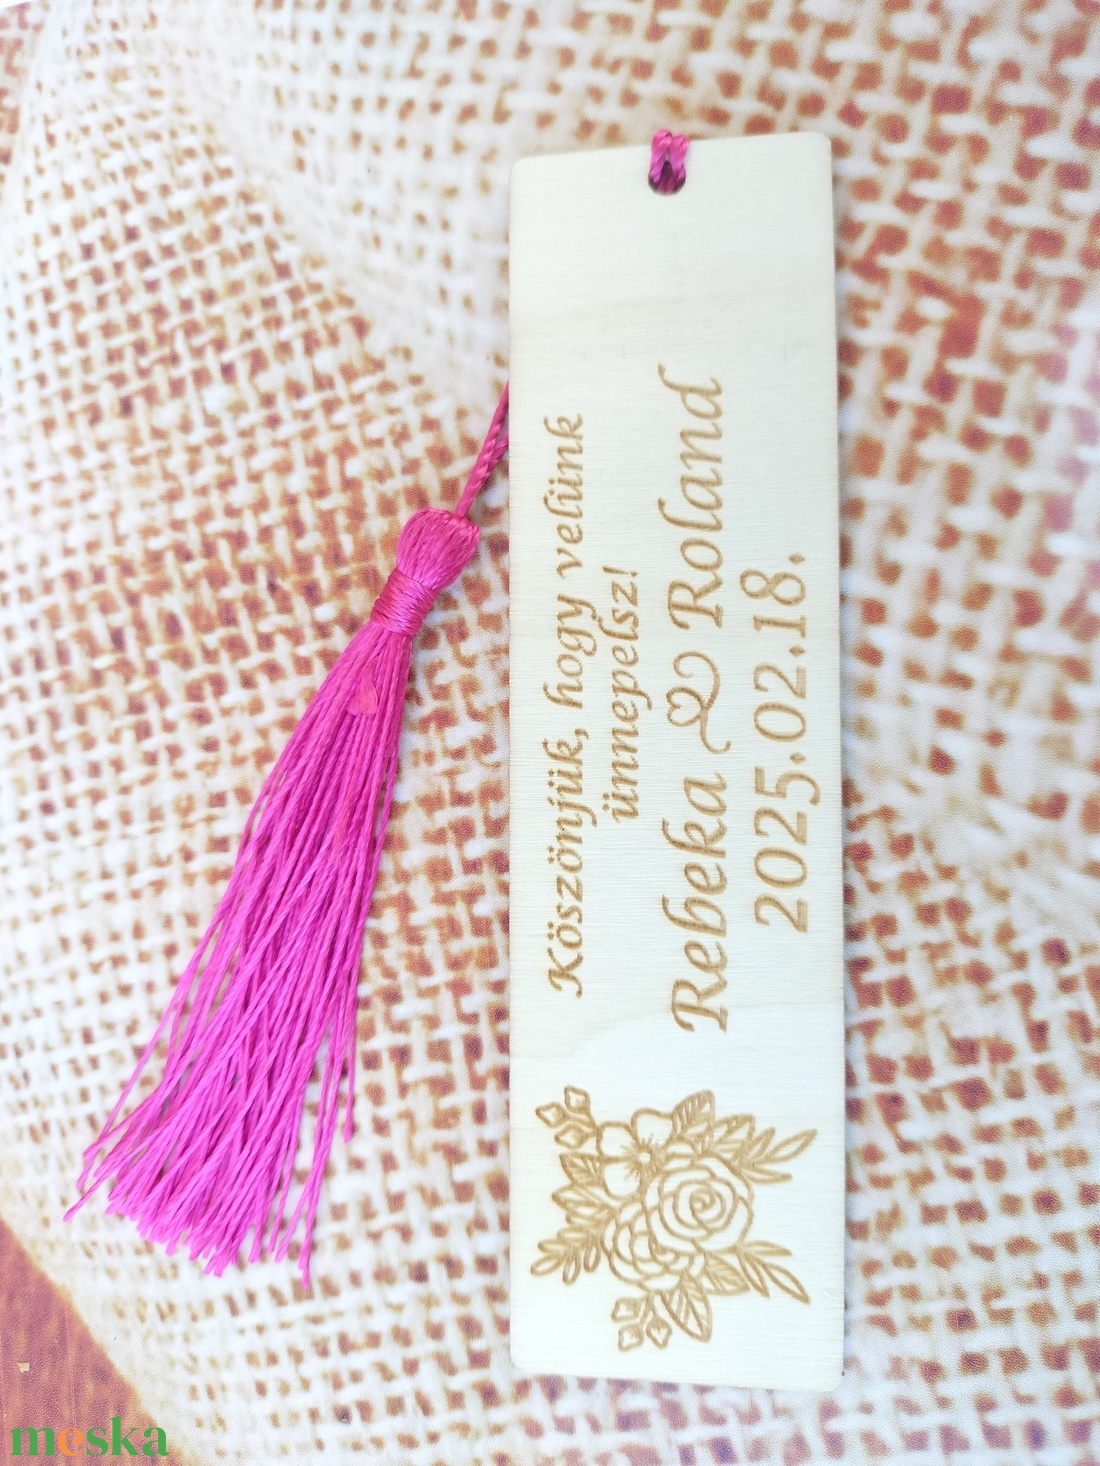 Köszönjük, hogy velünk
ünnepelsz!
Rebeka & Roland
2025.02.18.
meska